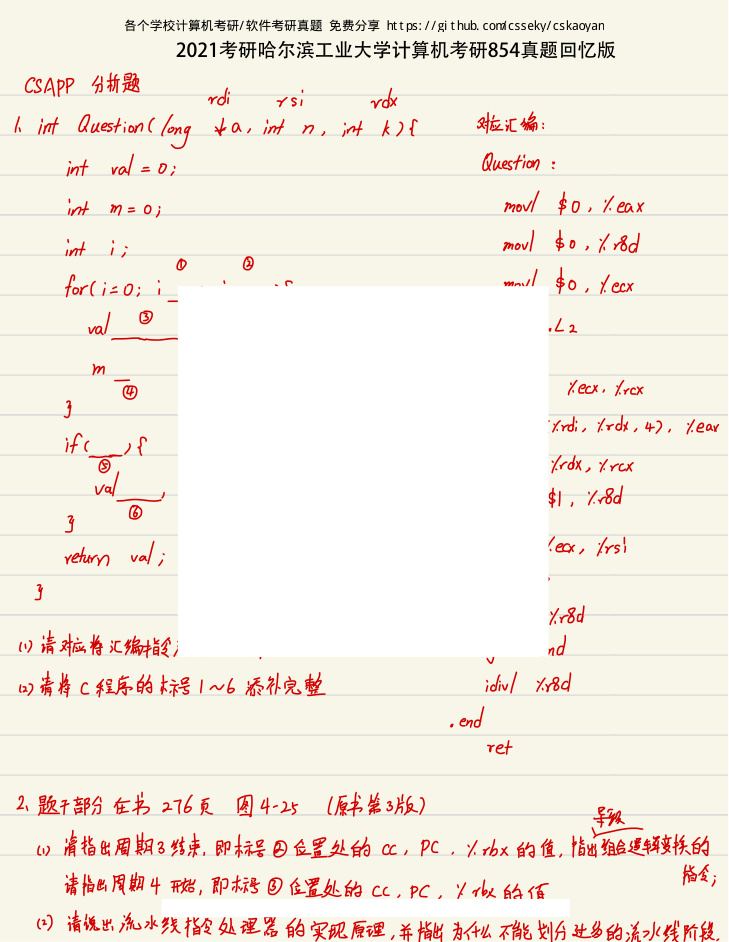 各个学校计算机考研/软件考研真题 免费分享 https://github.com/csseky/cskaoyan
2021考研哈尔滨工业大学计算机考研854真题回忆版
CSAPP 分析题
rdi rsi rdx
1. int Question(long *a, int n, int k){
int val = 0;
int m = 0;
int i;
① ②
for(i=0; i
val ③
m ④
}
if( ⑤ ){
val ⑥
}
return val;
}
(1) 请对应将汇编指令
(2) 请将C程序的标号1~6添补完整
对应汇编:
Question:
movl $0, %eax
movl $0, %r8d
movl $0, %ecx
.L2
%ecx, %rcx
%rdi, %rdx, 4), %eax
%rdx, %rcx
$1, %r8d
%ecx, %rsi
%r8d
idivl %r8d
.end
ret
2. 题干部分在书276页 图4-25 (原书第3版)
(1) 请指出周期3结束, 即标号②位置处的CC, PC, %rbx的值, 指出组合逻辑变换的
指令;
请指出周期4开始, 即标号③位置处的CC, PC, %rbx的值
(2) 请说出流水线指令处理器的实现原理, 并指出为什么不能划分过多的流水线阶段.